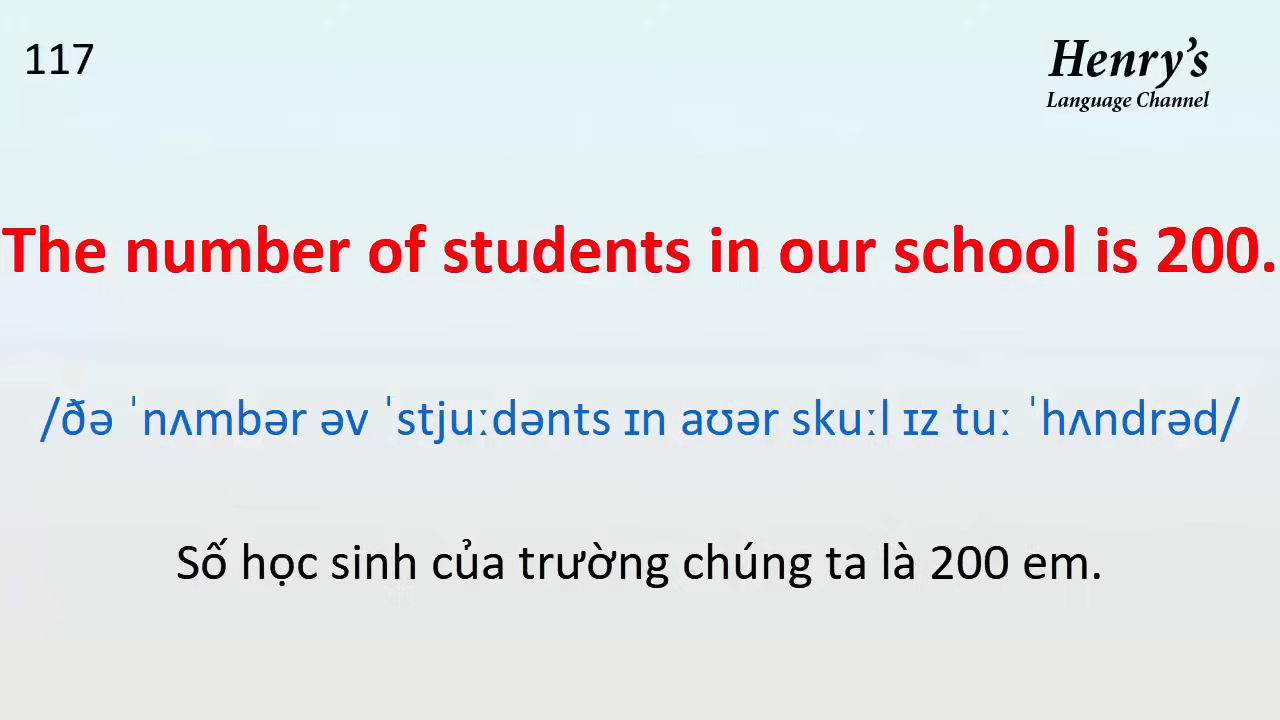 117
Henry’s
Language Channel
The number of students in our school is 200.
/ðə ˈnʌmbər əv ˈstjuːdənts ɪn aʊər skuːl ɪz tuː ˈhʌndrəd/
Số học sinh của trường chúng ta là 200 em.